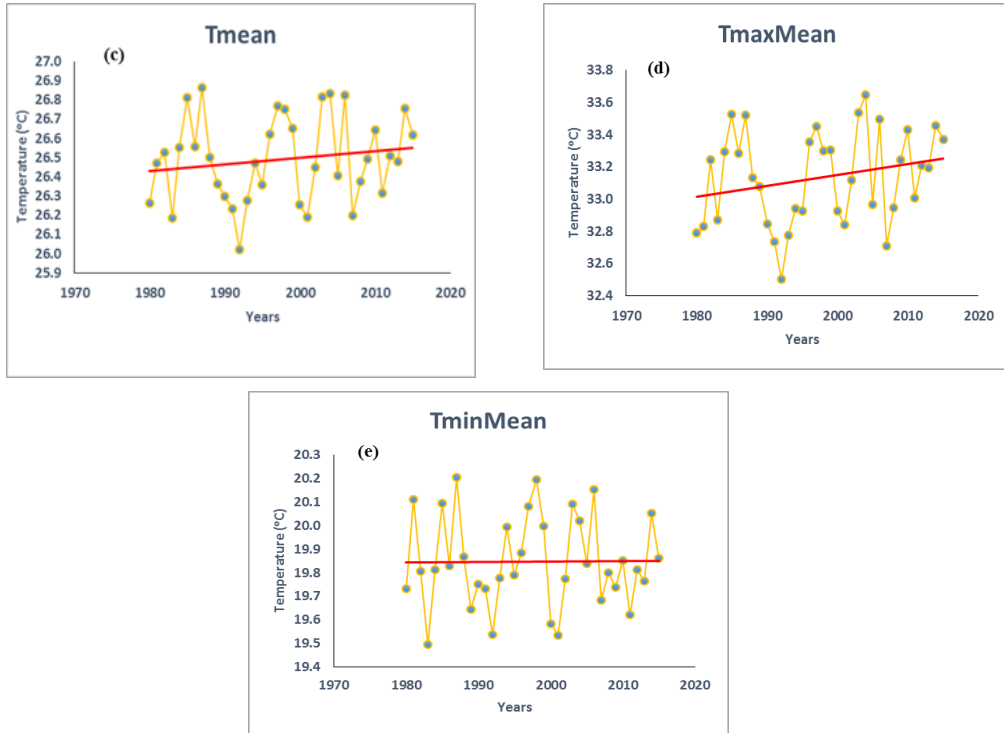 Tmean
(c)
27.0
26.9
26.8
26.7
26.6
26.5
26.4
26.3
26.2
26.1
26.0
25.9
Temperature (°C)
1970 1980 1990 2000 2010 2020
Years
TmaxMean
(d)
33.8
33.6
33.4
33.2
33.0
32.8
32.6
32.4
Temperature (°C)
1970 1980 1990 2000 2010 2020
Years
TminMean
(e)
20.3
20.2
20.1
20.0
19.9
19.8
19.7
19.6
19.5
19.4
Temperature (°C)
1970 1980 1990 2000 2010 2020
Years